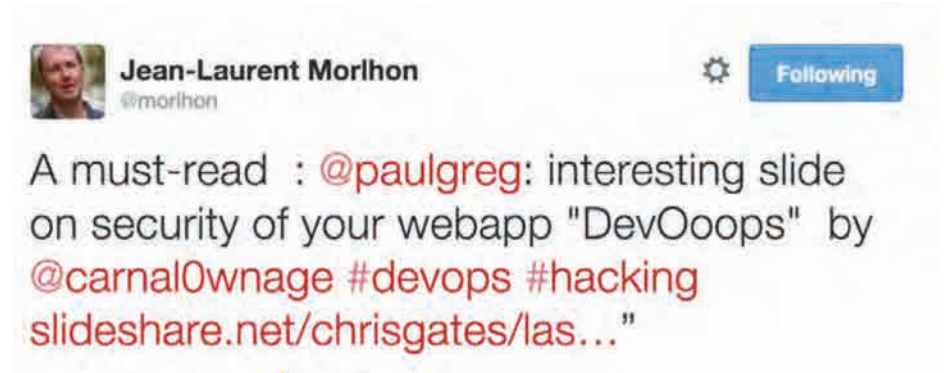 Jean-Laurent Morlhon
Following
@morlhon
A must-read : @paulgreg: interesting slide
on security of your webapp "DevOoops" by
@carnal0wnage #devops #hacking
slideshare.net/chrisgates/las..."